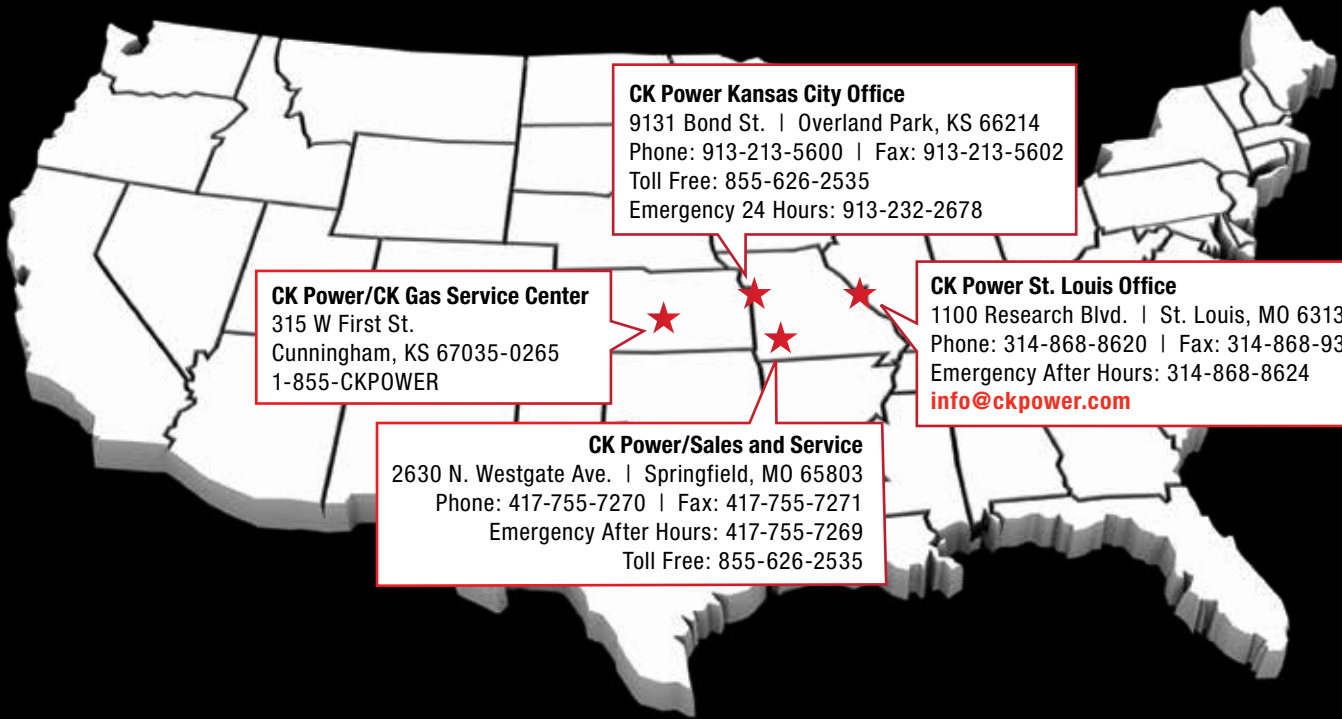 CK Power Kansas City Office
9131 Bond St. | Overland Park, KS 66214
Phone: 913-213-5600 | Fax: 913-213-5602
Toll Free: 855-626-2535
Emergency 24 Hours: 913-232-2678
CK Power/CK Gas Service Center
315 W First St.
Cunningham, KS 67035-0265
1-855-CKPOWER
CK Power St. Louis Office
1100 Research Blvd. | St. Louis, MO 6313
Phone: 314-868-8620 | Fax: 314-868-93
Emergency After Hours: 314-868-8624
info@ckpower.com
CK Power/Sales and Service
2630 N. Westgate Ave. | Springfield, MO 65803
Phone: 417-755-7270 | Fax: 417-755-7271
Emergency After Hours: 417-755-7269
Toll Free: 855-626-2535